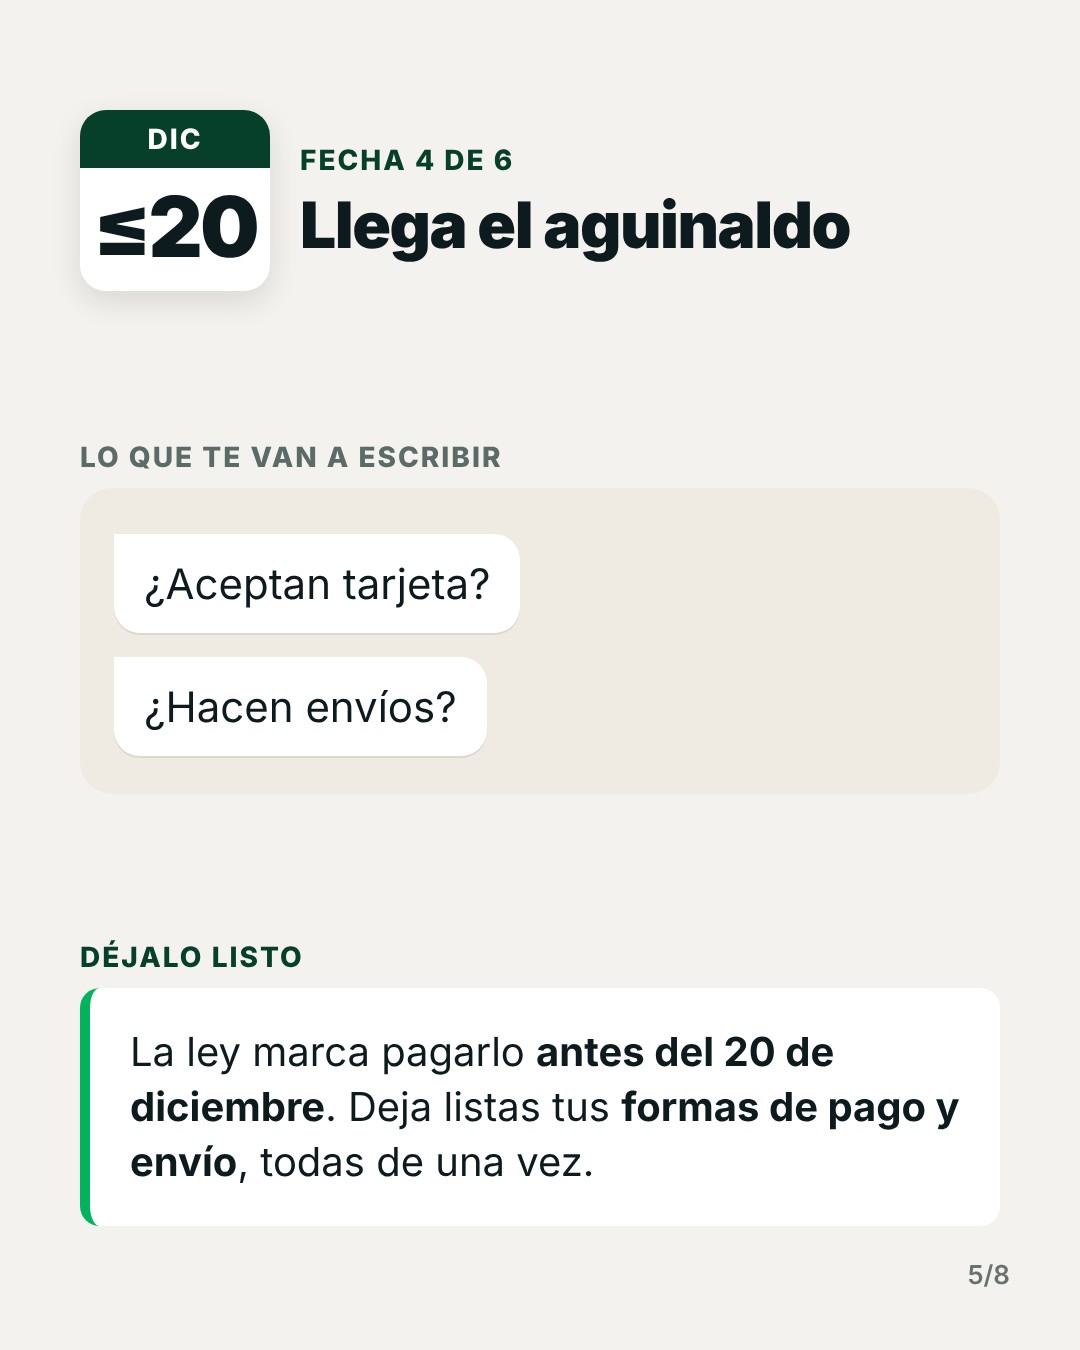 DIC
≤20
FECHA 4 DE 6
Llega el aguinaldo
LO QUE TE VAN A ESCRIBIR
¿Aceptan tarjeta?
¿Hacen envíos?
DÉJALO LISTO
La ley marca pagarlo antes del 20 de
diciembre. Deja listas tus formas de pago y
envío, todas de una vez.
5/8